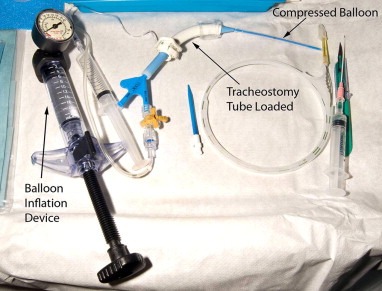 Compressed Balloon
Tracheostomy
Tube Loaded
Balloon
Inflation
Device